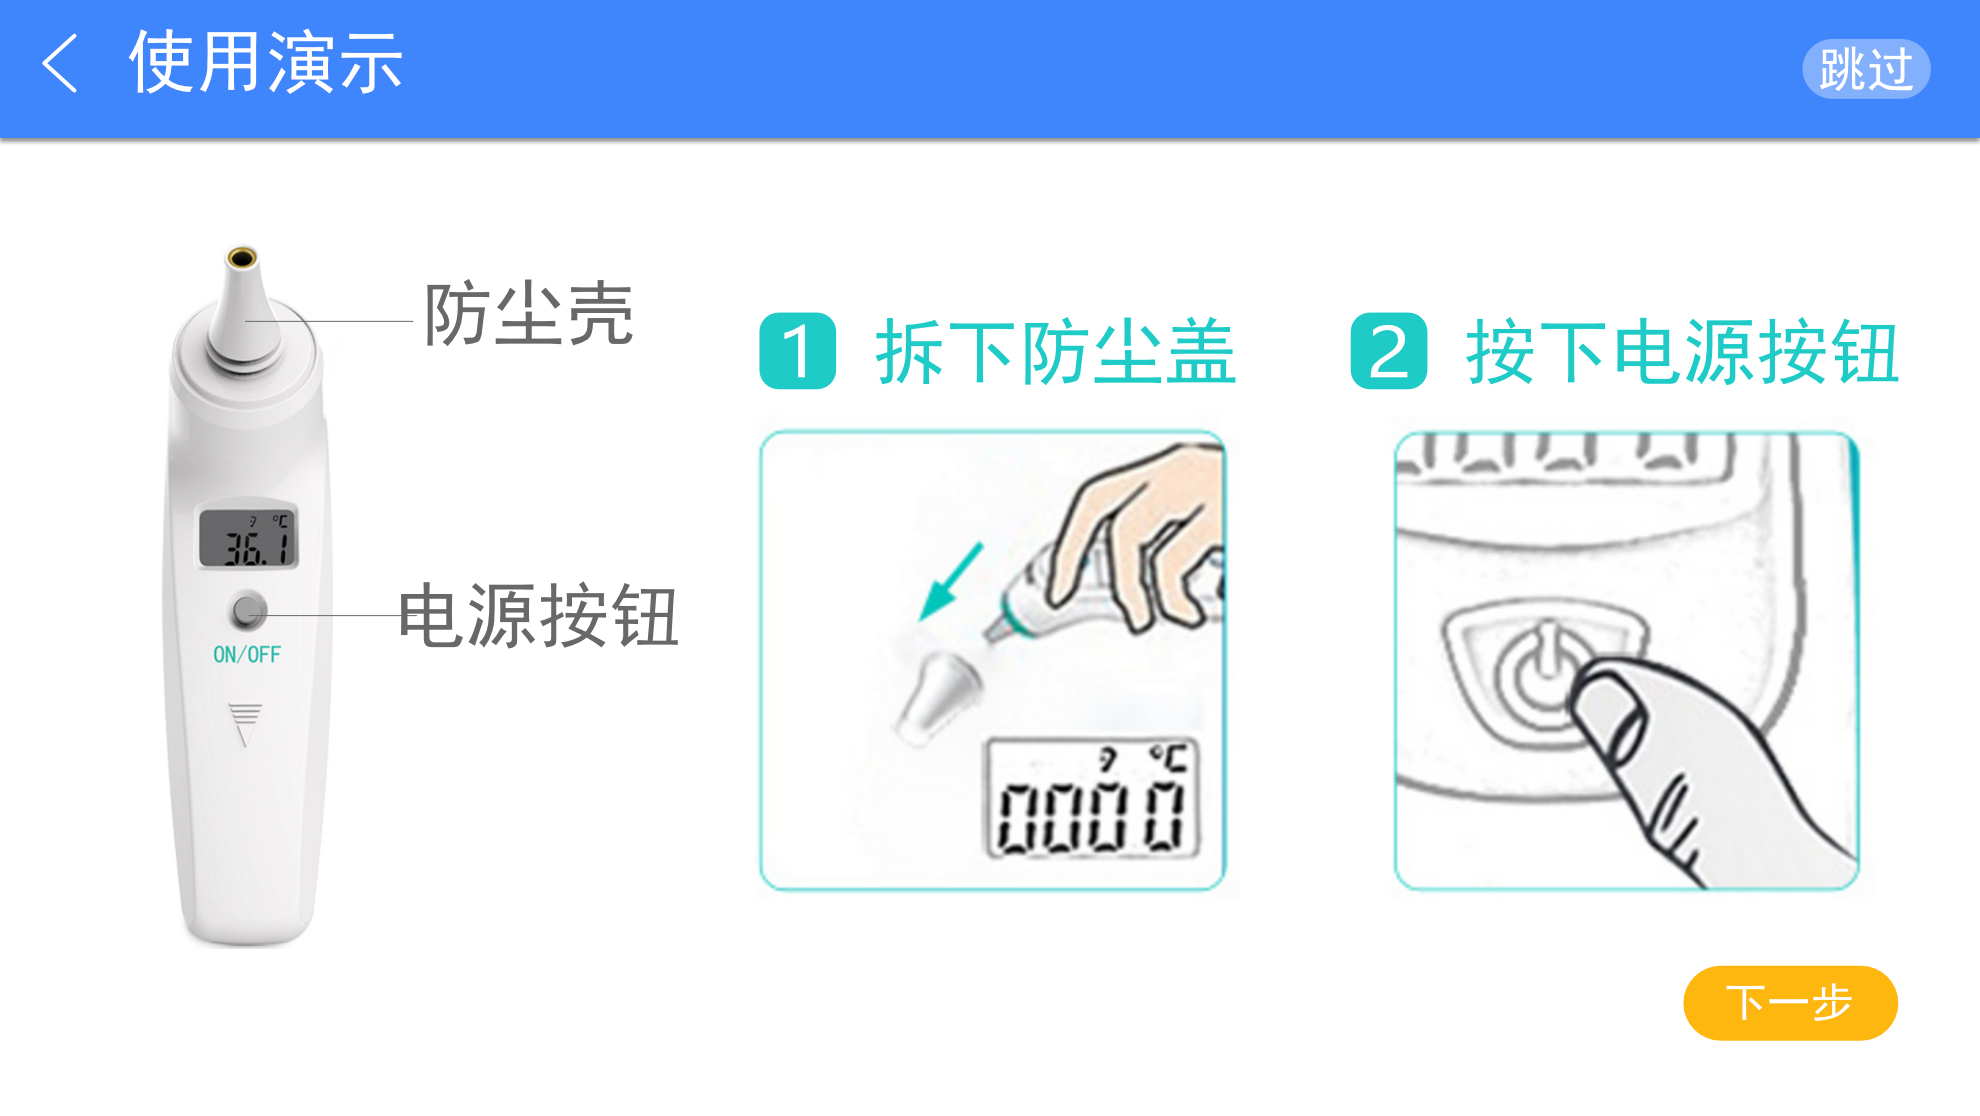 使用演示
跳过
防尘壳
36.1
℃
电源按钮
ON/OFF
1 拆下防尘盖
℃
0000
2 按下电源按钮
下一步